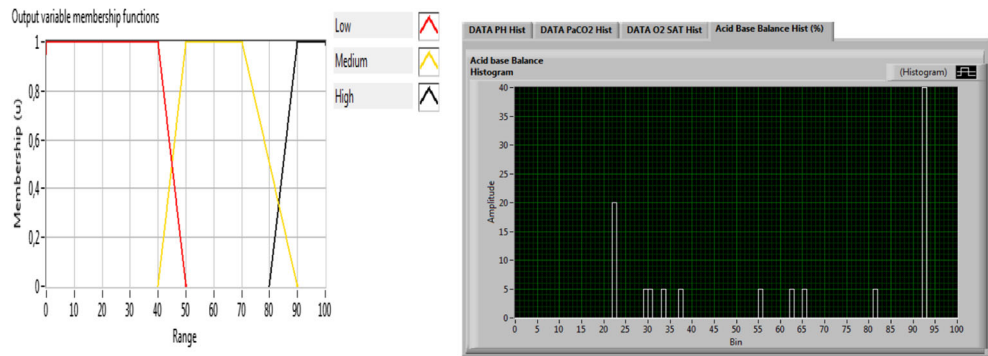 Output variable membership functions
Low
Medium
High
Membership (u)
1
0,8
0,6
0,4
0,2
0
0 10 20 30 40 50 60 70 80 90 100
Range
DATA PH Hist DATA PaCO2 Hist DATA O2 SAT Hist Acid Base Balance Hist (%)
Acid base Balance
Histogram
(Histogram)
Amplitude
40
35
30
25
20
15
10
5
0
0 5 10 15 20 25 30 35 40 45 50 55 60 65 70 75 80 85 90 95 100
Bin